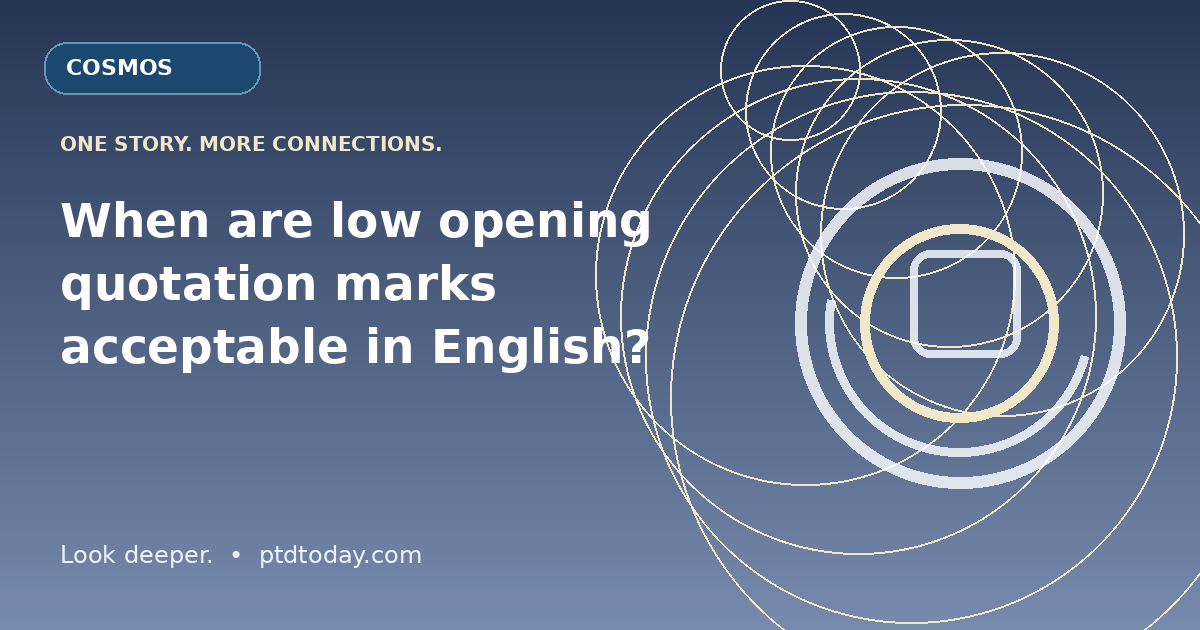 COSMOS
ONE STORY. MORE CONNECTIONS.
When are low opening
quotation marks
acceptable in English?
Look deeper. • ptdtoday.com